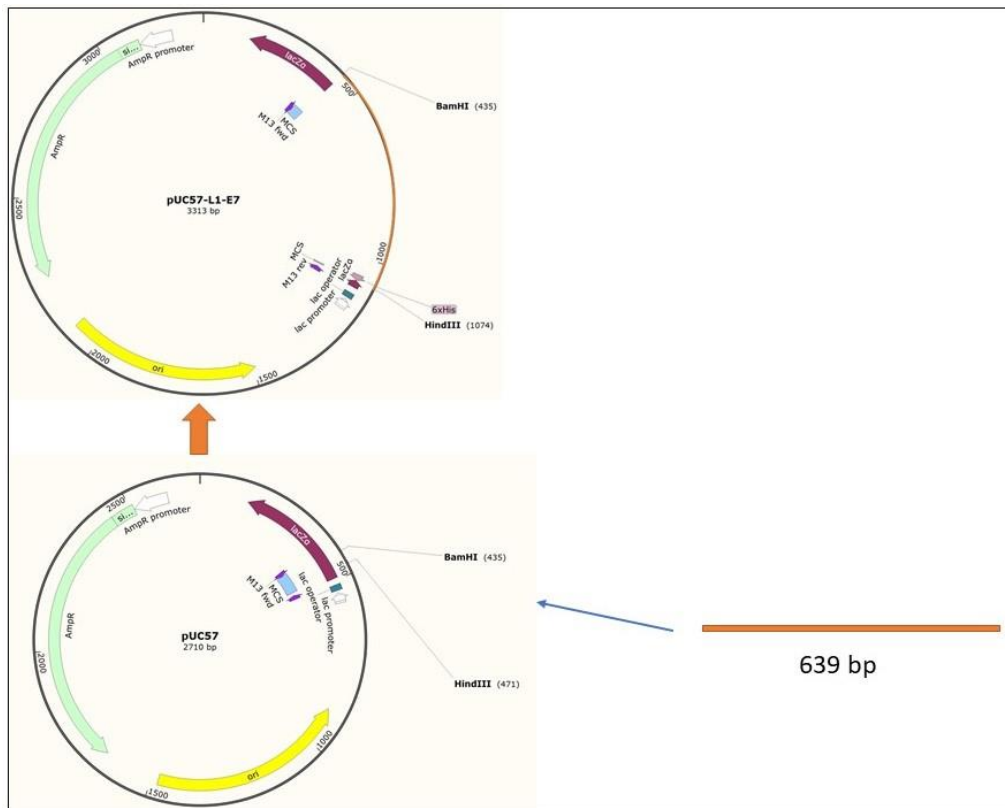 3000
si...
AmpR promoter
lacZα
500
BamHI (435)
M13 fwd
MCS
AmpR
2500
pUC57-L1-E7
3313 bp
MCS
M13 rev
lac operator
lac promoter
lacZα
1000
6xHis
HindIII (1074)
2000
ori
1500
2500
si...
AmpR promoter
lacZα
500
BamHI (435)
M13 fwd
MCS
lac operator
lac promoter
AmpR
2000
pUC57
2710 bp
HindIII (471)
1000
ori
1500
639 bp